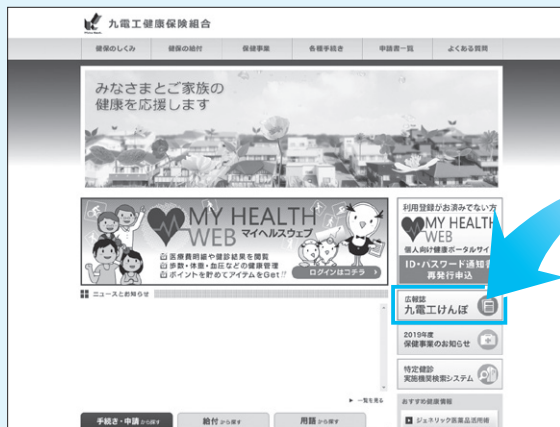 九電工健康保険組合
健保のしくみ
健保の給付
保健事業
各種手続き
申請書一覧
よくある質問
みなさまとご家族の
健康を応援します
MY HEALTH
WEB マイヘルスウェブ
医療費明細や健診結果を閲覧
歩数・体重・血圧などの健康管理
ポイントを貯めてアイテムをGet!!
ログインはコチラ
利用登録がお済みでない方
MY HEALTH
WEB
個人向け健康ポータルサイ
ID・パスワード通知書
再発行申込
ニュースとお知らせ
広報誌
九電工けんぽ
2019年度
保健事業のお知らせ
特定健診
実施機関検索システム
一覧を見る
おすすめ健康情報
手続き・申請から探す
給付から探す
用語から探す
ジェネリック医薬品活用術